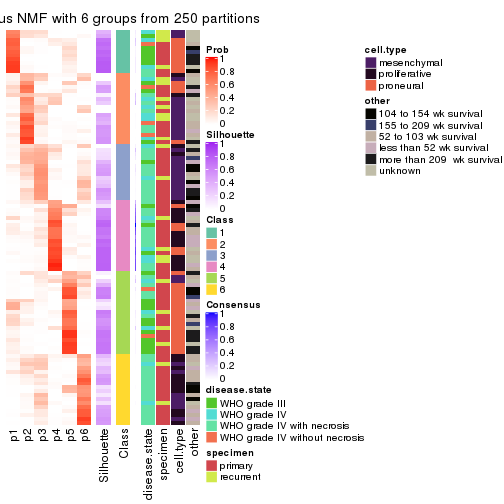 us NMF with 6 groups from 250 partitions
Prob
1
0.8
0.6
0.4
0.2
0
Silhouette
1
0.8
0.6
0.4
0.2
0
Class
1
2
3
4
5
6
Consensus
1
0.8
0.6
0.4
0.2
0
disease.state
WHO grade III
WHO grade IV
WHO grade IV with necrosis
WHO grade IV without necrosis
specimen
primary
recurrent
cell.type
mesenchymal
proliferative
proneural
other
104 to 154 wk survival
155 to 209 wk survival
52 to 103 wk survival
less than 52 wk survival
more than 209  wk survival
unknown
p1
p2
p3
p4
p5
p6
Silhouette
Class
disease.state
specimen
cell.type
other